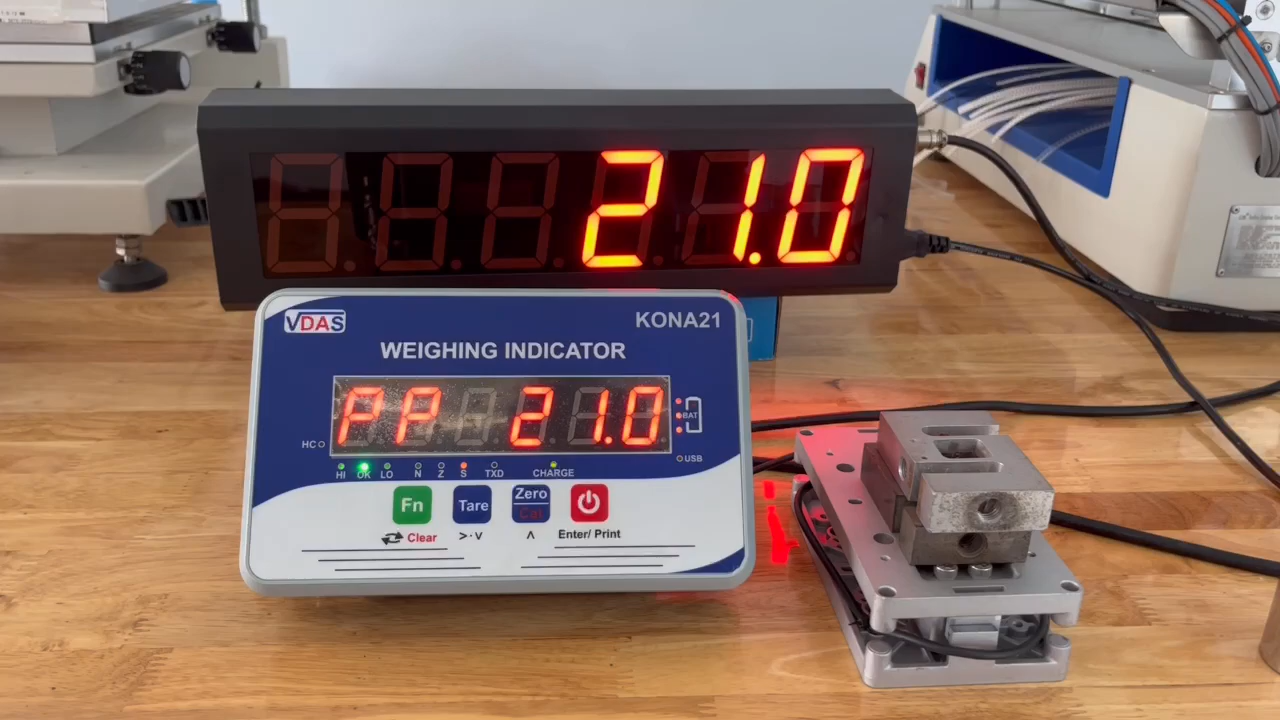 21.0
VDAS
KONA21
WEIGHING INDICATOR
PP 21.0
BAT
HC
USB
HI OK LO N Z S TXD CHARGE
Fn Tare Zero
Cal
Clear >·V Λ Enter/ Print